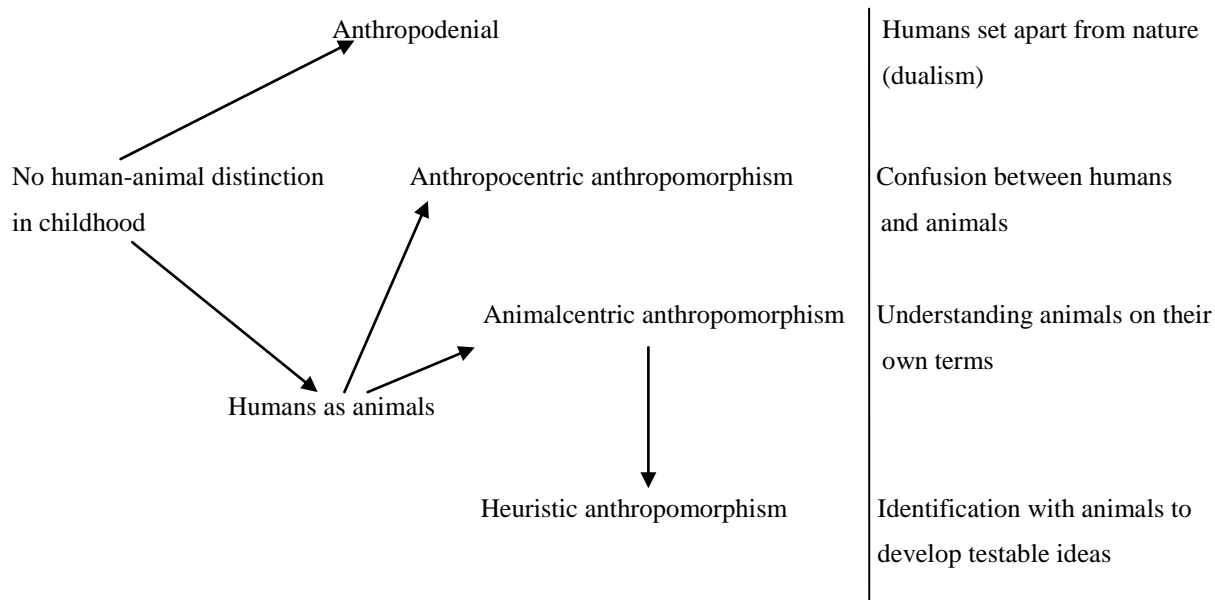 Anthropodenial
Humans set apart from nature
(dualism)
No human-animal distinction
in childhood
Anthropocentric anthropomorphism
Confusion between humans
and animals
Animalcentric anthropomorphism
Understanding animals on their
own terms
Humans as animals
Heuristic anthropomorphism
Identification with animals to
develop testable ideas